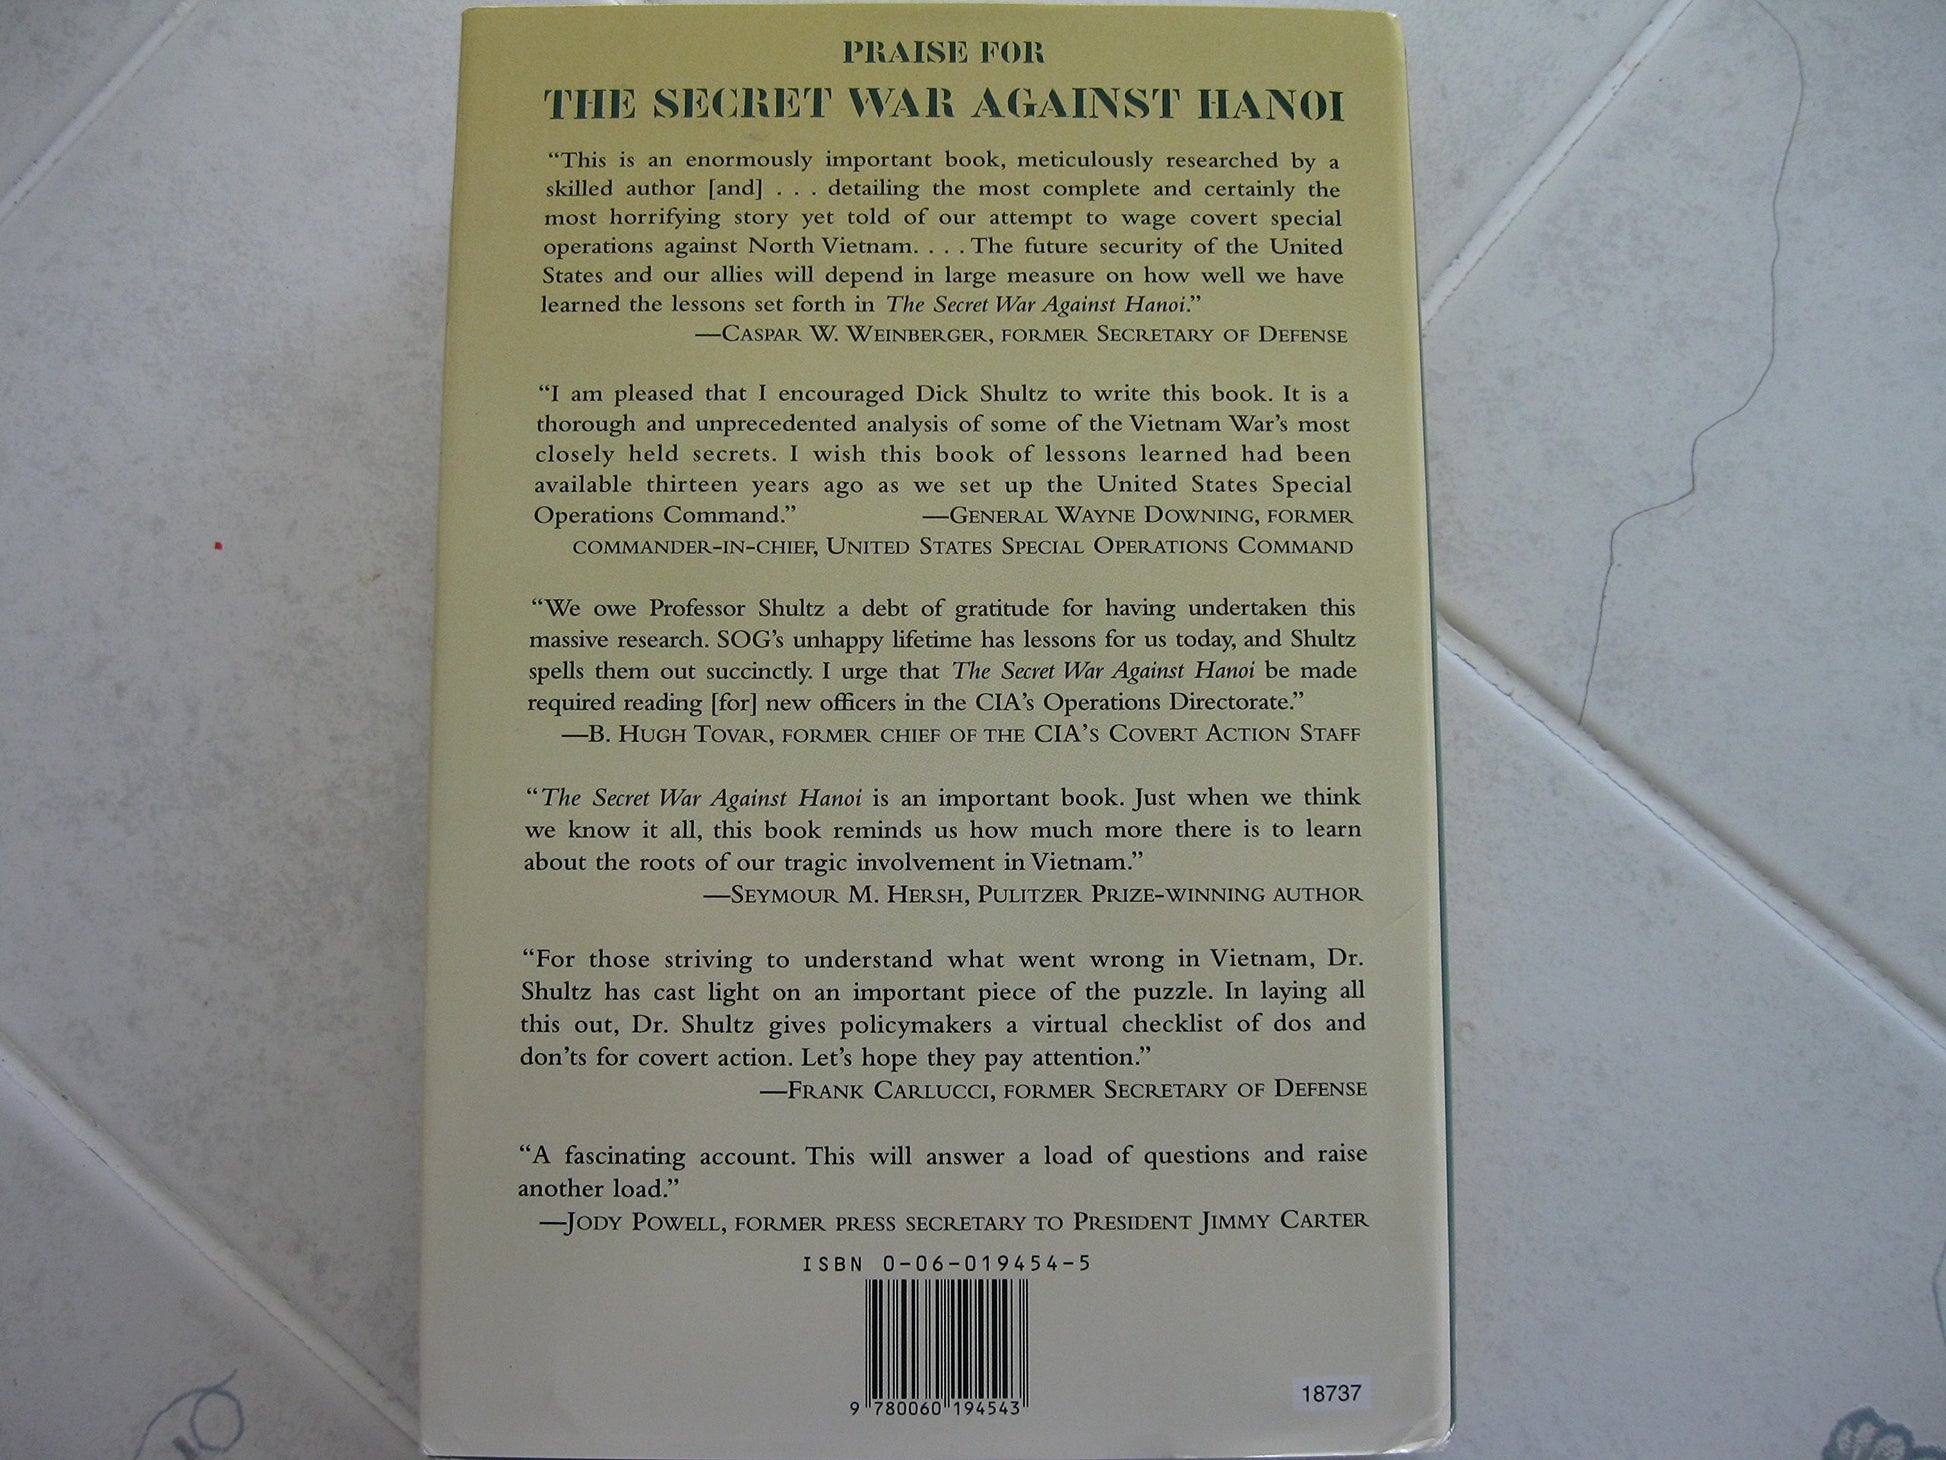 PRAISE FOR
THE SECRET WAR AGAINST HANOI
“This is an enormously important book, meticulously researched by a
skilled author [and] . . . detailing the most complete and certainly the
most horrifying story yet told of our attempt to wage covert special
operations against North Vietnam. . . . The future security of the United
States and our allies will depend in large measure on how well we have
learned the lessons set forth in The Secret War Against Hanoi.”
—CASPAR W. WEINBERGER, FORMER SECRETARY OF DEFENSE
“I am pleased that I encouraged Dick Shultz to write this book. It is a
thorough and unprecedented analysis of some of the Vietnam War’s most
closely held secrets. I wish this book of lessons learned had been
available thirteen years ago as we set up the United States Special
Operations Command.” —GENERAL WAYNE DOWNING, FORMER
COMMANDER-IN-CHIEF, UNITED STATES SPECIAL OPERATIONS COMMAND
“We owe Professor Shultz a debt of gratitude for having undertaken this
massive research. SOG’s unhappy lifetime has lessons for us today, and Shultz
spells them out succinctly. I urge that The Secret War Against Hanoi be made
required reading [for] new officers in the CIA’s Operations Directorate.”
—B. HUGH TOVAR, FORMER CHIEF OF THE CIA’S COVERT ACTION STAFF
“The Secret War Against Hanoi is an important book. Just when we think
we know it all, this book reminds us how much more there is to learn
about the roots of our tragic involvement in Vietnam.”
—SEYMOUR M. HERSH, PULITZER PRIZE-WINNING AUTHOR
“For those striving to understand what went wrong in Vietnam, Dr.
Shultz has cast light on an important piece of the puzzle. In laying all
this out, Dr. Shultz gives policymakers a virtual checklist of dos and
don’ts for covert action. Let’s hope they pay attention.”
—FRANK CARLUCCI, FORMER SECRETARY OF DEFENSE
“A fascinating account. This will answer a load of questions and raise
another load.”
—JODY POWELL, FORMER PRESS SECRETARY TO PRESIDENT JIMMY CARTER
ISBN 0-06-019454-5
9 780060 194543
18737